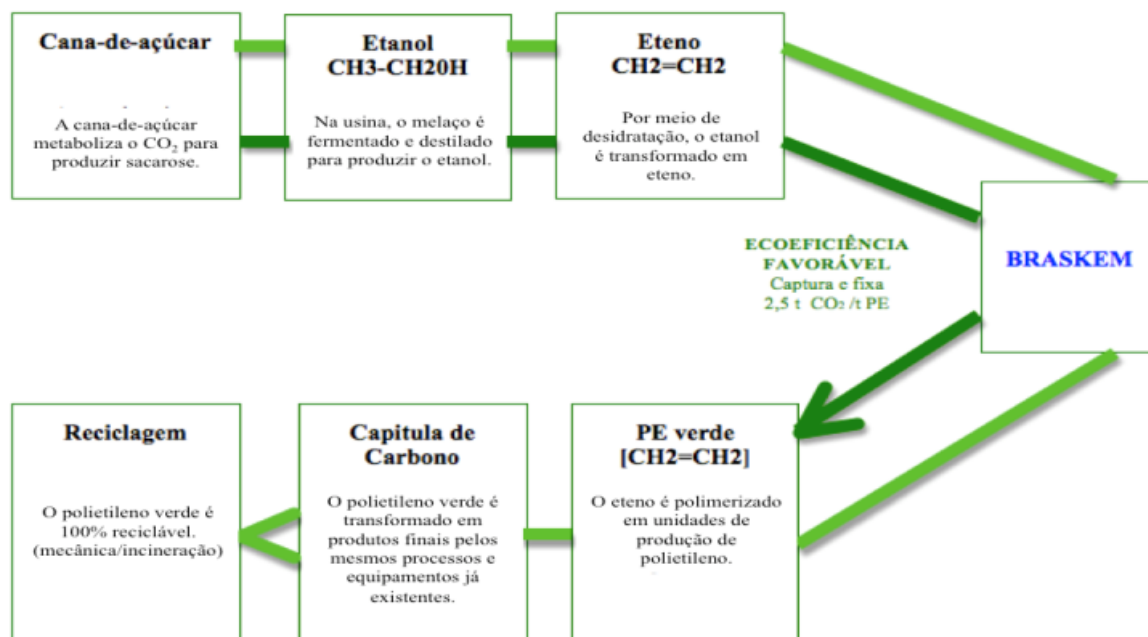 Cana-de-açúcar
A cana-de-açúcar
metaboliza o CO₂ para
produzir sacarose.
Etanol
CH3-CH20H
Na usina, o melaço é
fermentado e destilado
para produzir o etanol.
Eteno
CH2=CH2
Por meio de
desidratação, o etanol
é transformado em
eteno.
BRASKEM
ECOEFICIÊNCIA
FAVORÁVEL
Captura e fixa
2,5 t CO₂ /t PE
PE verde
[CH2=CH2]
O eteno é polimerizado
em unidades de
produção de
polietileno.
Capitula de
Carbono
O polietileno verde é
transformado em
produtos finais pelos
mesmos processos e
equipamentos já
existentes.
Reciclagem
O polietileno verde é
100% reciclável.
(mecânica/incineração)